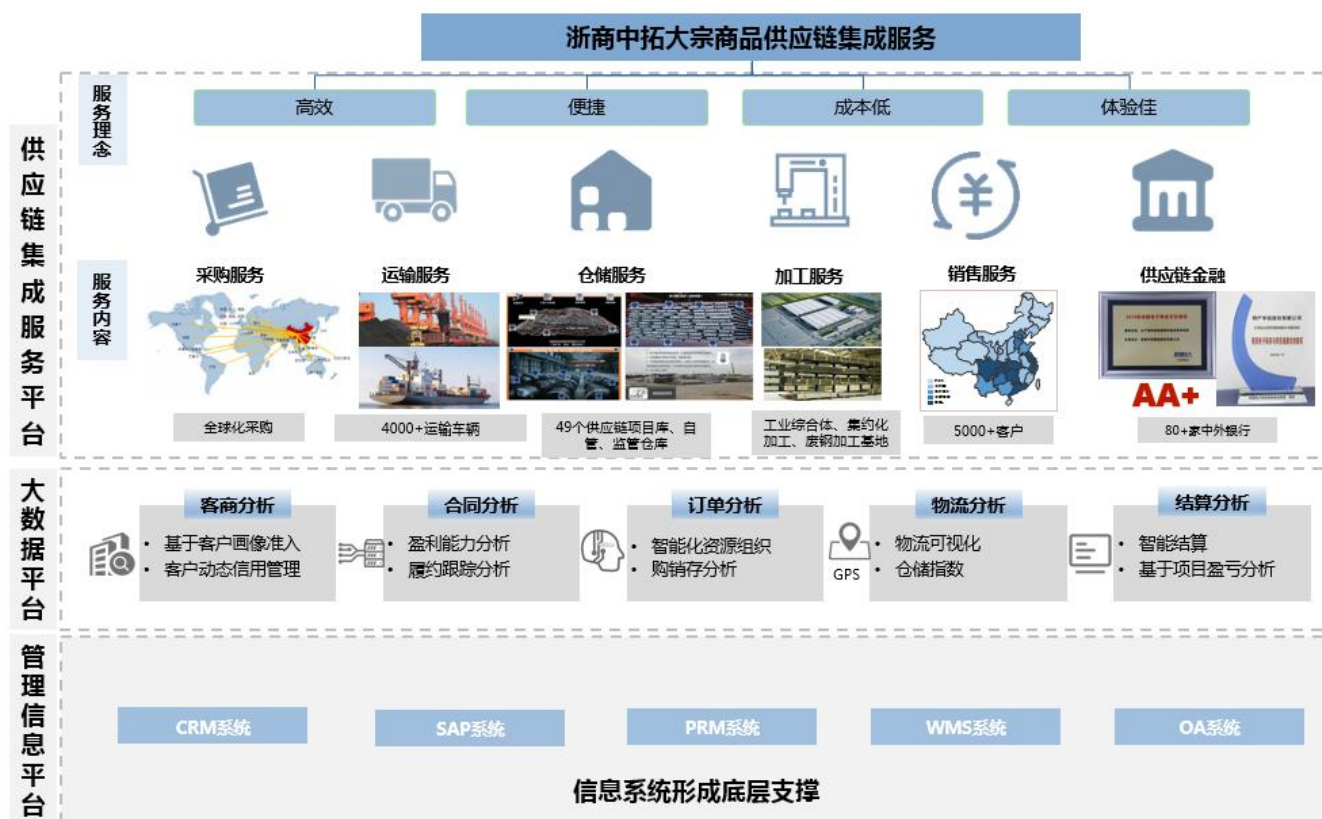 浙商中拓大宗商品供应链集成服务
供应链集成服务平台
服务理念
高效
便捷
成本低
体验佳
服务内容
采购服务
运输服务
仓储服务
加工服务
销售服务
供应链金融
AA+
全球化采购
4000+运输车辆
49个供应链项目库、自
管、监管仓库
工业综合体、集约化
加工、废钢加工基地
5000+客户
80+家中外银行
大数据平台
客商分析
• 基于客户画像准入
• 客户动态信用管理
合同分析
• 盈利能力分析
• 履约跟踪分析
订单分析
• 智能化资源组织
• 购销存分析
物流分析
GPS
• 物流可视化
• 仓储指数
结算分析
• 智能结算
• 基于项目盈亏分析
管理信息平台
CRM系统
SAP系统
PRM系统
WMS系统
OA系统
信息系统形成底层支撑